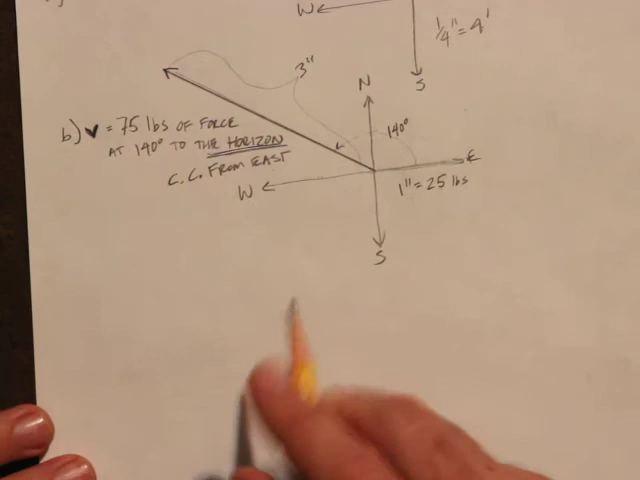 W
1/4" = 4'
S
3"
N
b) v = 75 lbs OF FORCE
AT 140° TO THE HORIZON
C.C. FROM EAST
140°
E
W
1" = 25 lbs
S